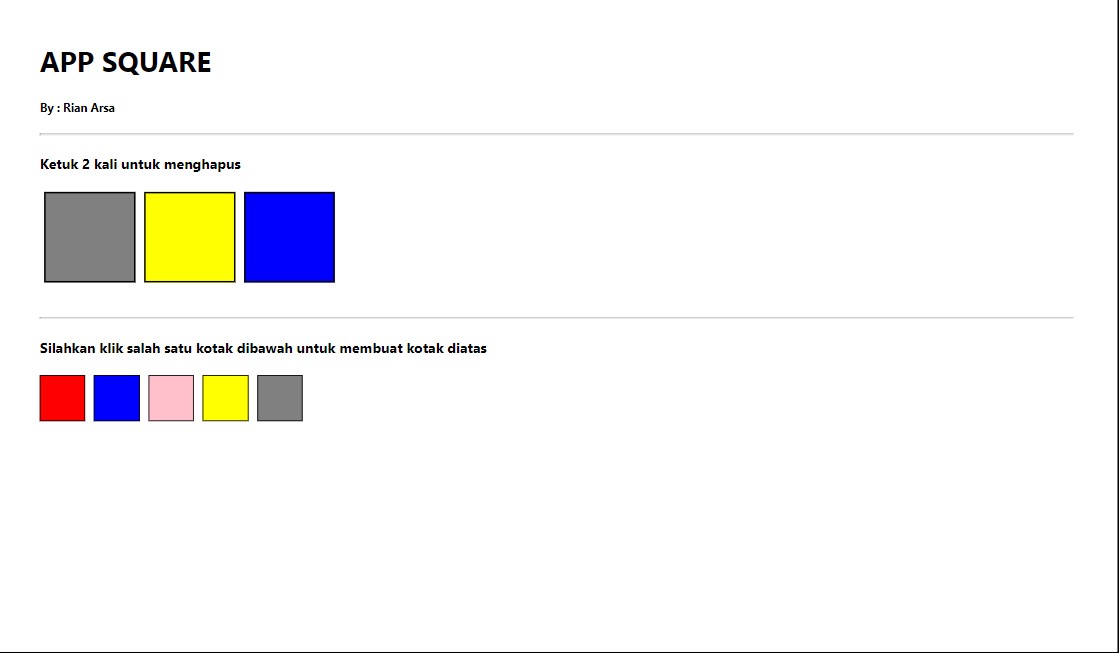 APP SQUARE
By : Rian Arsa
Ketuk 2 kali untuk menghapus
Silahkan klik salah satu kotak dibawah untuk membuat kotak diatas